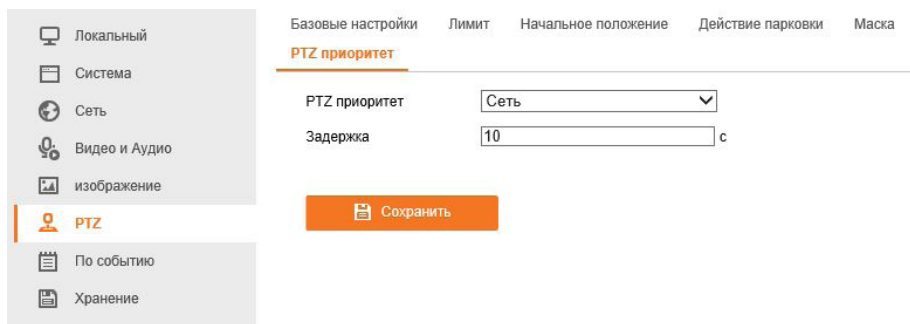 Локальный
Система
Сеть
Видео и Аудио
изображение
PTZ
По событию
Хранение
Базовые настройки Лимит Начальное положение Действие парковки Маска
PTZ приоритет
PTZ приоритет Сеть
Задержка 10 с
Сохранить